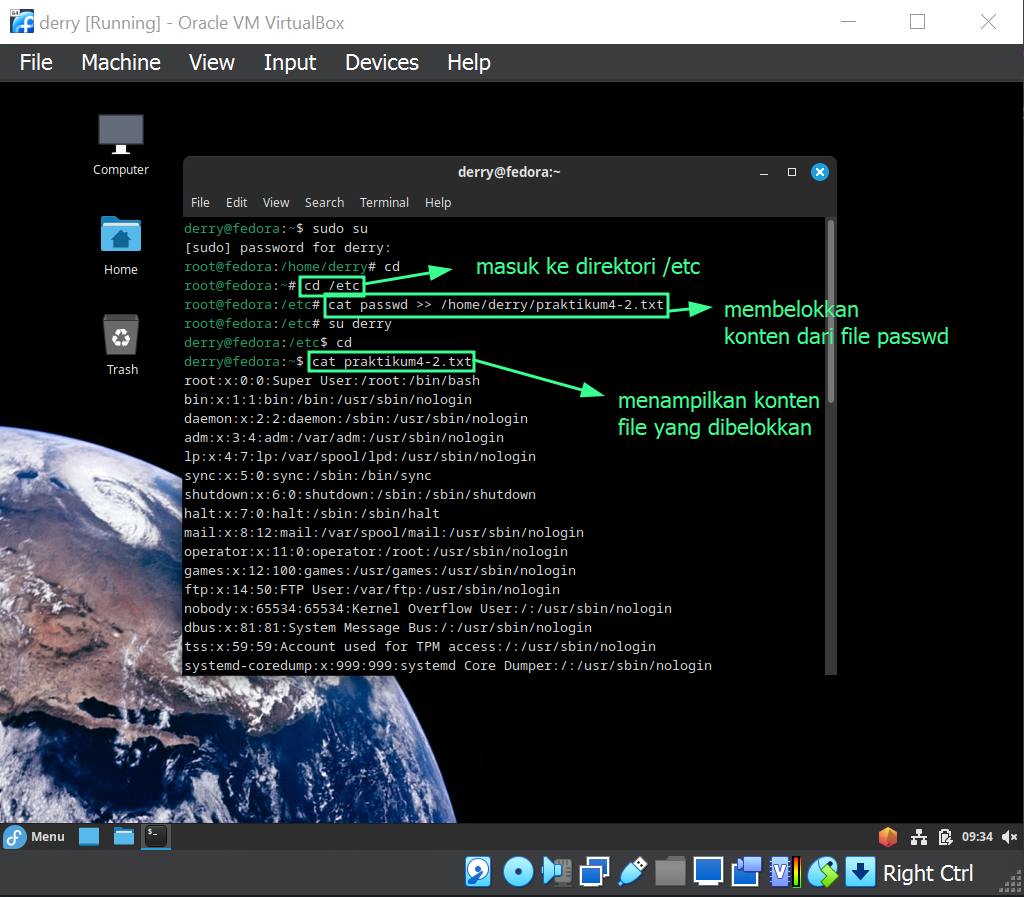 derry [Running] - Oracle VM VirtualBox
File Machine View Input Devices Help
Computer
Home
Trash
derry@fedora:~
File Edit View Search Terminal Help
derry@fedora:~$ sudo su
[sudo] password for derry:
root@fedora:/home/derry# cd
root@fedora:~# cd /etc
masuk ke direktori /etc
root@fedora:/etc# cat passwd >> /home/derry/praktikum4-2.txt
membelokkan
konten dari file passwd
root@fedora:/etc# su derry
derry@fedora:/etc$ cd
derry@fedora:~$ cat praktikum4-2.txt
menampilkan konten
file yang dibelokkan
root:x:0:0:Super User:/root:/bin/bash
bin:x:1:1:bin:/bin:/usr/sbin/nologin
daemon:x:2:2:daemon:/sbin:/usr/sbin/nologin
adm:x:3:4:adm:/var/adm:/usr/sbin/nologin
lp:x:4:7:lp:/var/spool/lpd:/usr/sbin/nologin
sync:x:5:0:sync:/sbin:/bin/sync
shutdown:x:6:0:shutdown:/sbin:/sbin/shutdown
halt:x:7:0:halt:/sbin:/sbin/halt
mail:x:8:12:mail:/var/spool/mail:/usr/sbin/nologin
operator:x:11:0:operator:/root:/usr/sbin/nologin
games:x:12:100:games:/usr/games:/usr/sbin/nologin
ftp:x:14:50:FTP User:/var/ftp:/usr/sbin/nologin
nobody:x:65534:65534:Kernel Overflow User:/:/usr/sbin/nologin
dbus:x:81:81:System Message Bus:/:/usr/sbin/nologin
tss:x:59:59:Account used for TPM access:/:/usr/sbin/nologin
systemd-coredump:x:999:999:systemd Core Dumper:/:/usr/sbin/nologin
Menu
09:34
Right Ctrl